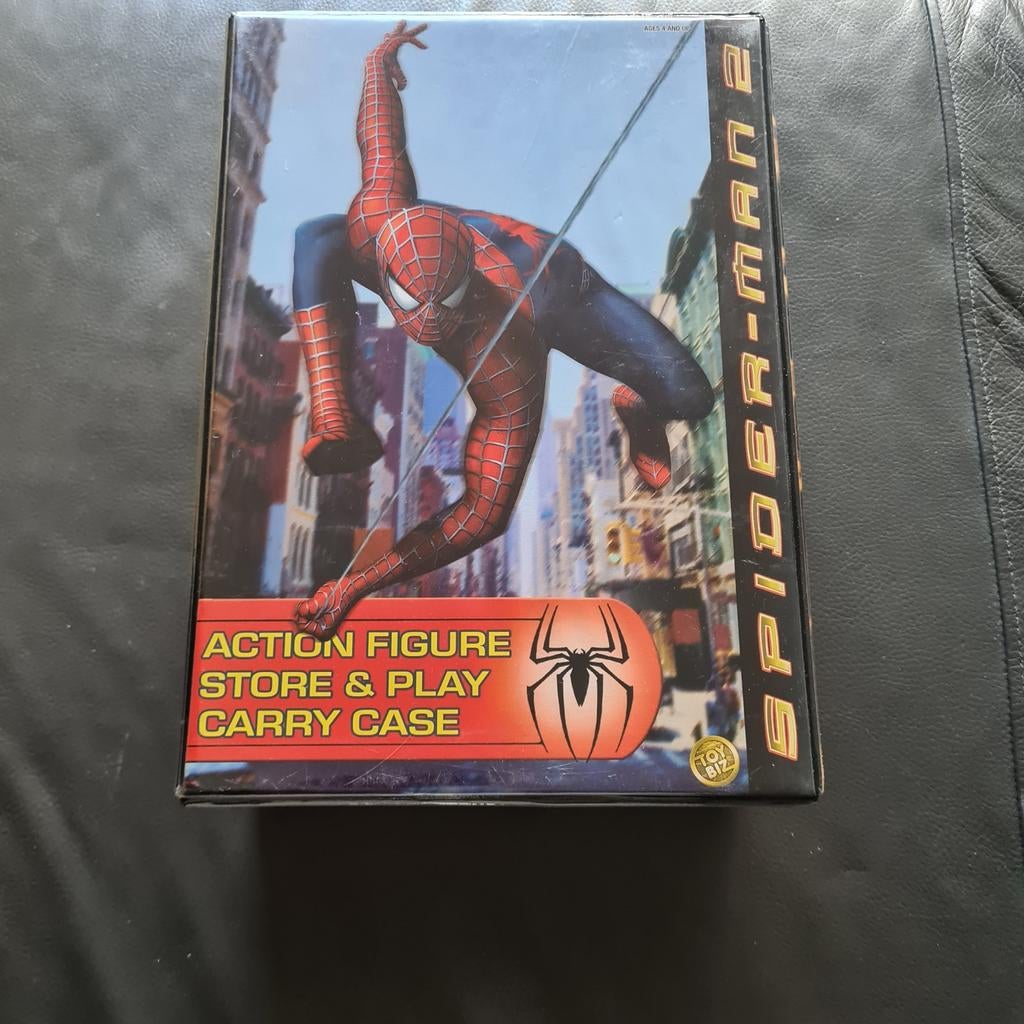 AGES 4 AND UP
SPIDER-MAN 2
ACTION FIGURE
STORE & PLAY
CARRY CASE
TOY
BIZ